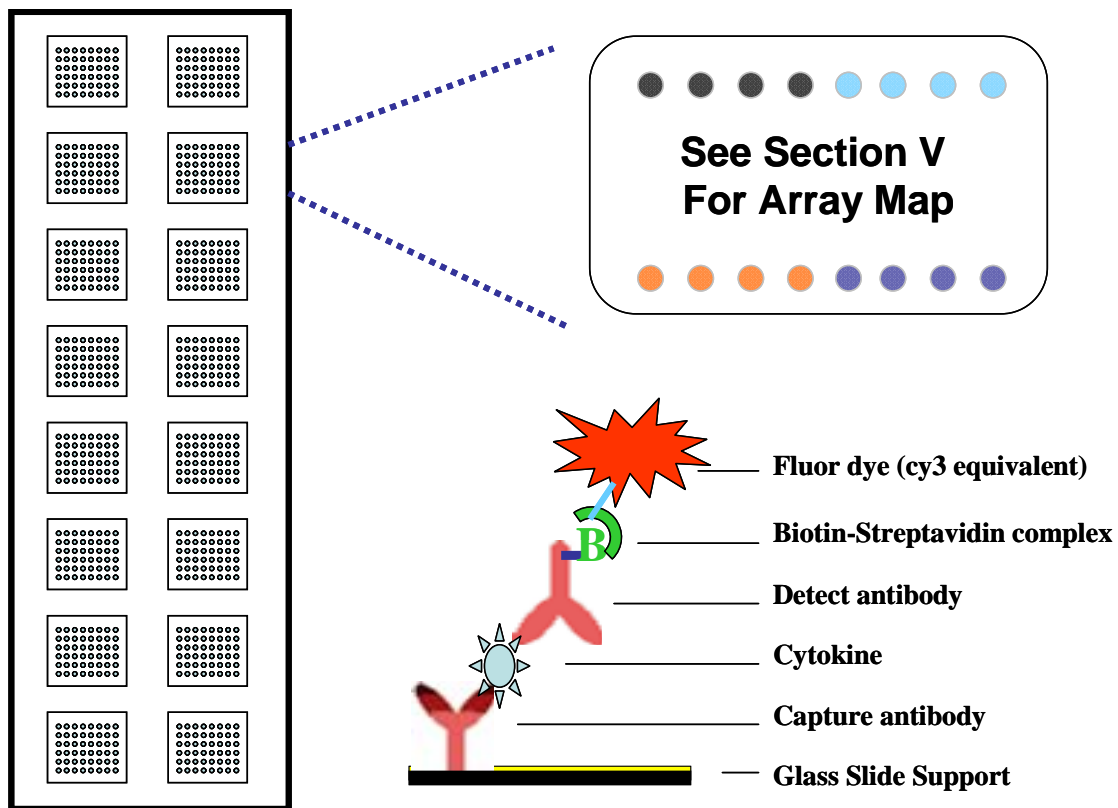 See Section V
For Array Map
Fluor dye (cy3 equivalent)
B
Biotin-Streptavidin complex
Detect antibody
Cytokine
Capture antibody
Glass Slide Support